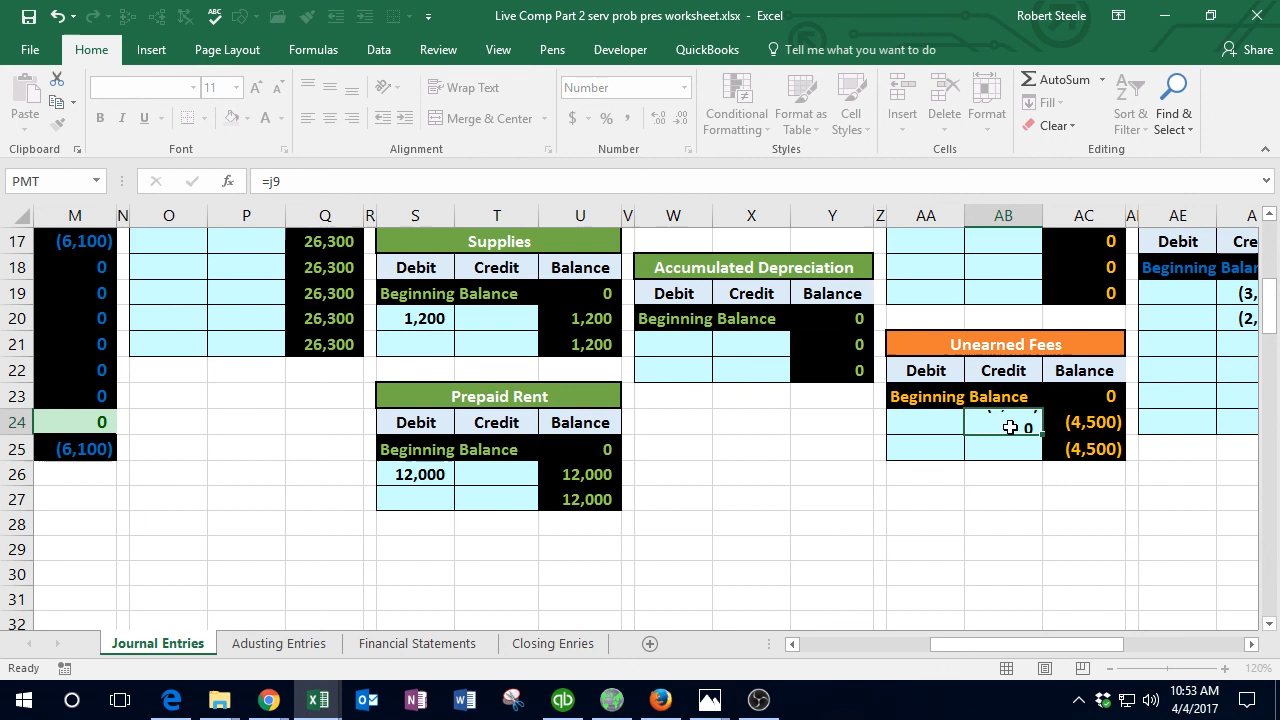 Live Comp Part 2 serv prob pres worksheet.xlsx - Excel
Robert Steele
File Home Insert Page Layout Formulas Data Review View Pens Developer QuickBooks Tell me what you want to do Share
Paste
Clipboard
11
A A
B I U
A
Font
Wrap Text
Merge & Center
Alignment
Number
$ % ,
Number
Conditional Formatting
Format as Table
Cell Styles
Styles
Insert Delete Format
Cells
AutoSum
Fill
Clear
Sort & Filter
Find & Select
Editing
PMT
fx
=j9
M N O P Q R S T U V W X Y Z AA AB AC AE A
17 (6,100) 26,300 Supplies 0 Debit Cre
18 0 26,300 Debit Credit Balance Accumulated Depreciation 0 Beginning Balar
19 0 26,300 Beginning Balance 0 Debit Credit Balance 0 (3,
20 0 26,300 1,200 1,200 Beginning Balance 0 (2,
21 0 26,300 1,200 0 Unearned Fees
22 0 0 Debit Credit Balance
23 0 Prepaid Rent Beginning Balance 0
24 0 Debit Credit Balance 0 (4,500)
25 (6,100) Beginning Balance 0 (4,500)
26 12,000 12,000
27 12,000
28
29
30
31
32
Journal Entries Adusting Entries Financial Statements Closing Enries
Ready
120%
10:53 AM
4/4/2017